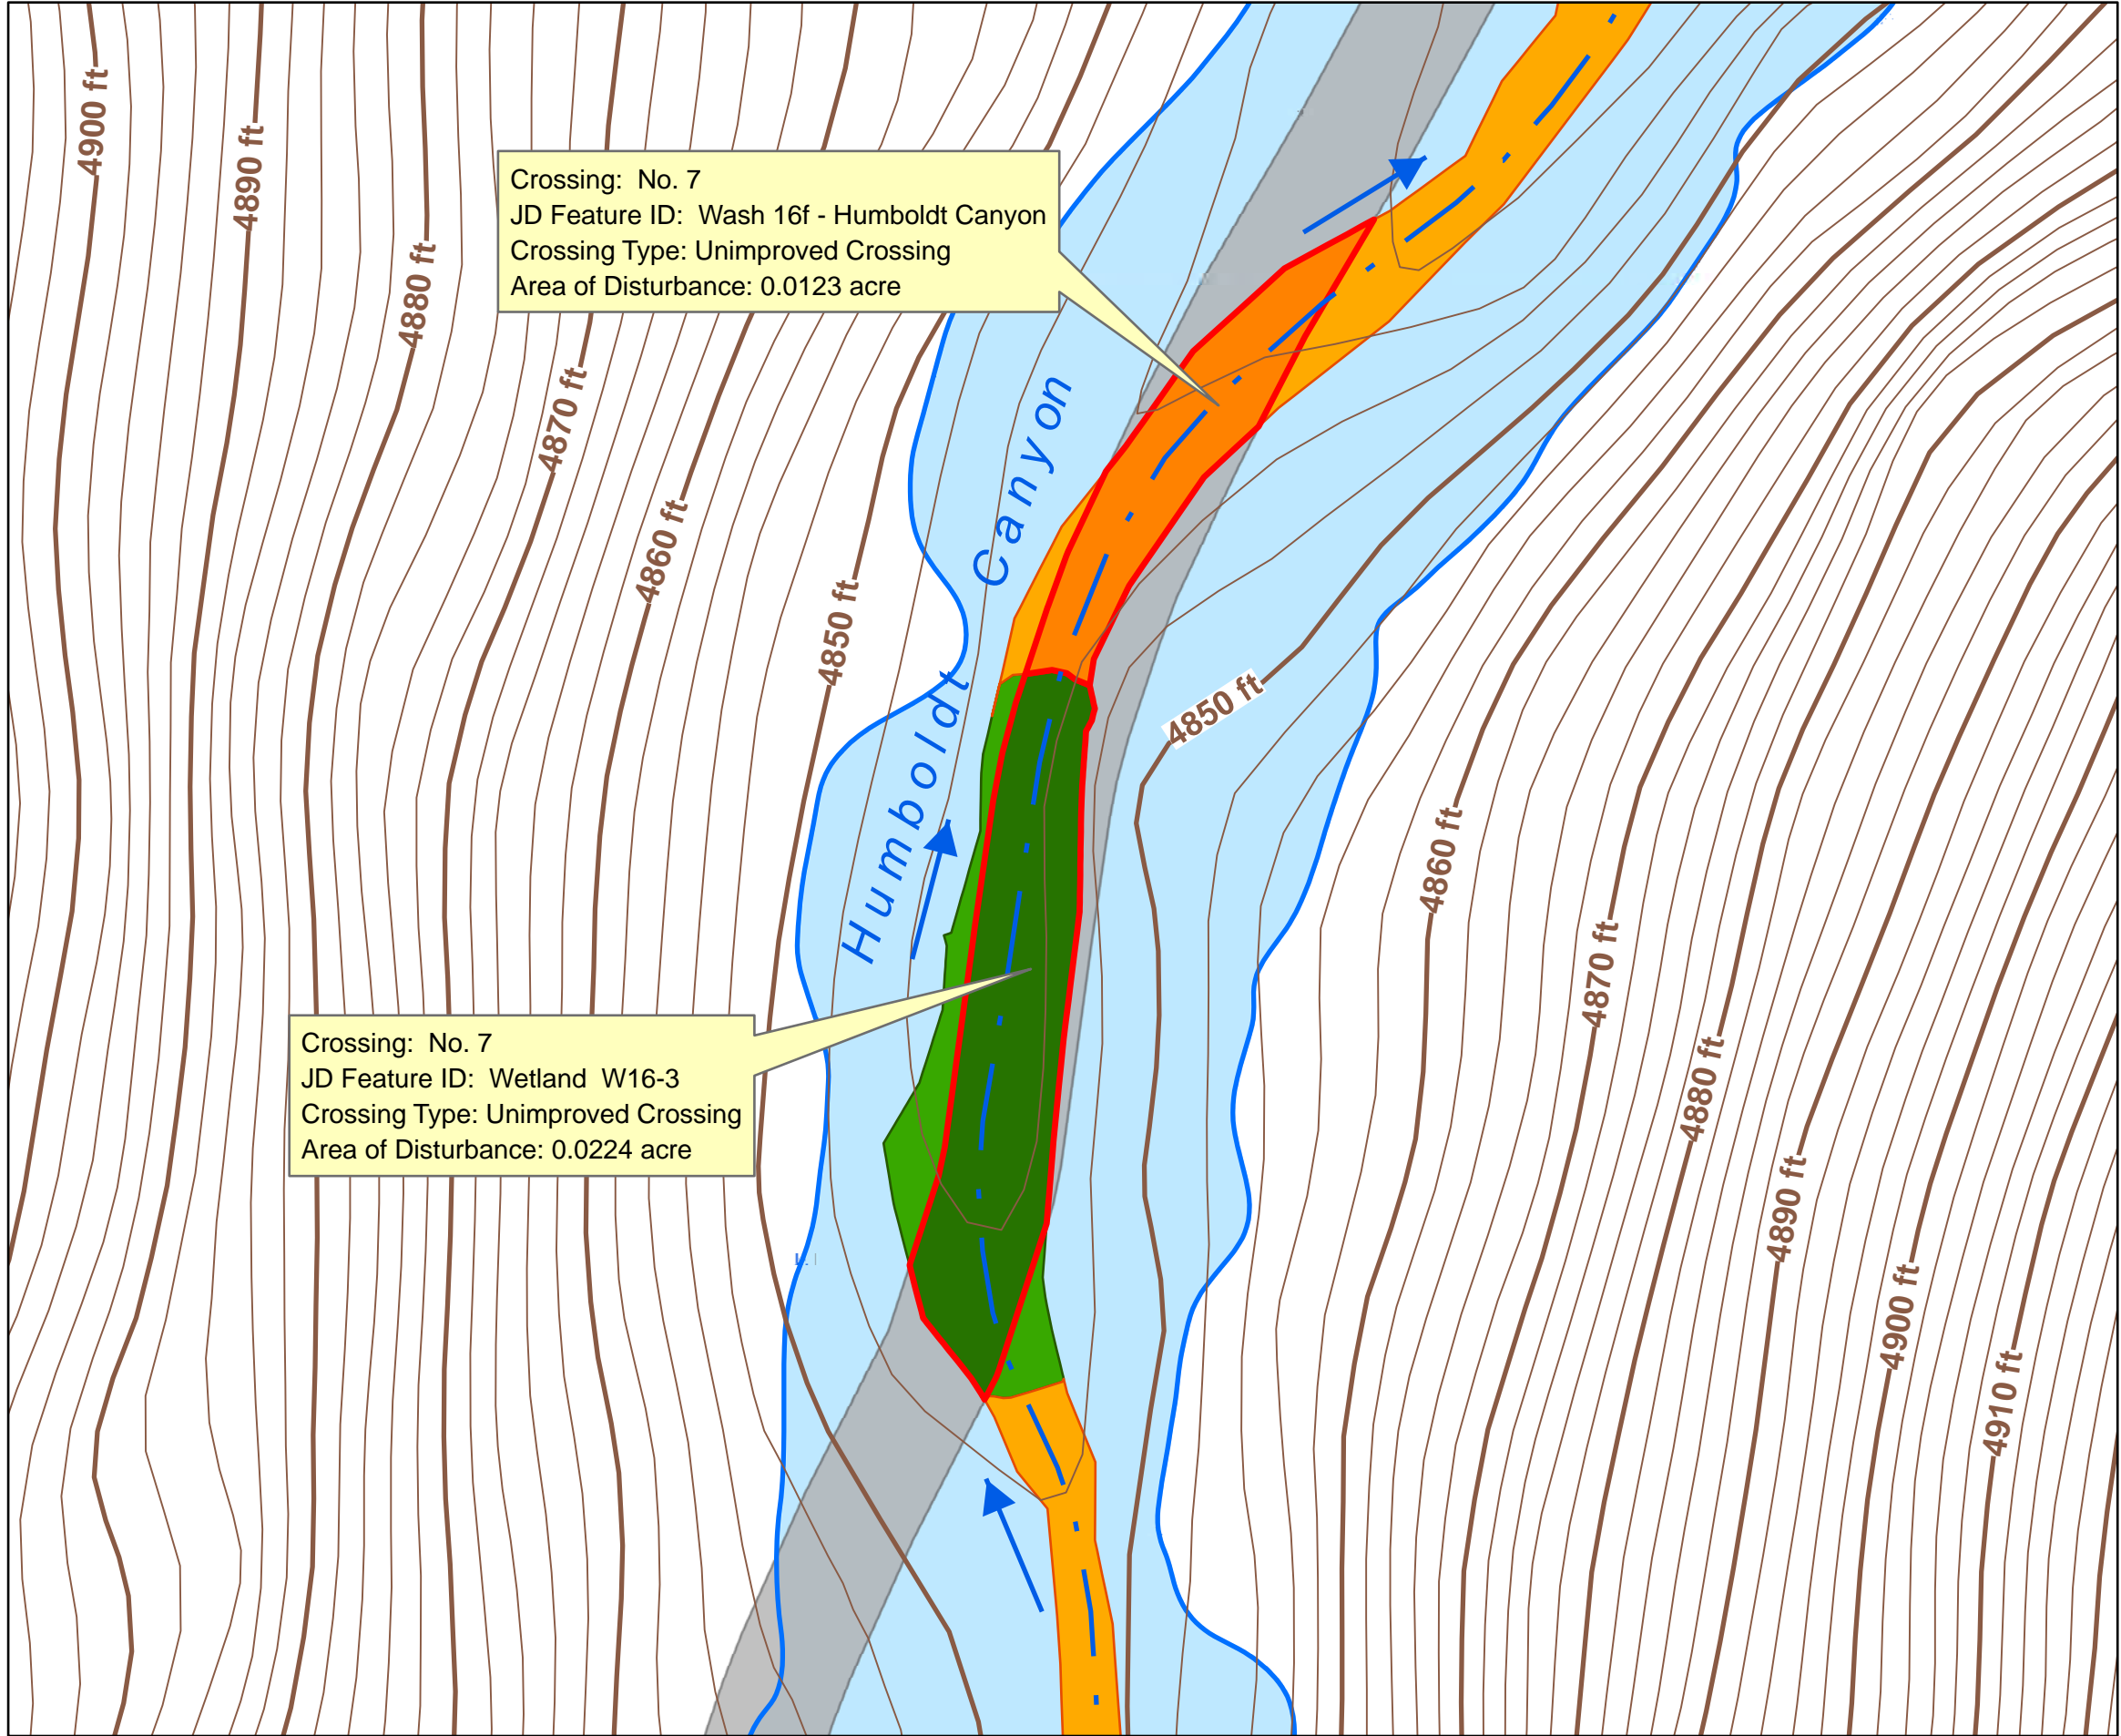 4900 ft
4890 ft
4880 ft
4870 ft
4860 ft
4850 ft
Crossing: No. 7
JD Feature ID: Wash 16f - Humboldt Canyon
Crossing Type: Unimproved Crossing
Area of Disturbance: 0.0123 acre
Humboldt Canyon
4850 ft
4860 ft
4870 ft
4880 ft
4890 ft
4900 ft
4910 ft
Crossing: No. 7
JD Feature ID: Wetland W16-3
Crossing Type: Unimproved Crossing
Area of Disturbance: 0.0224 acre